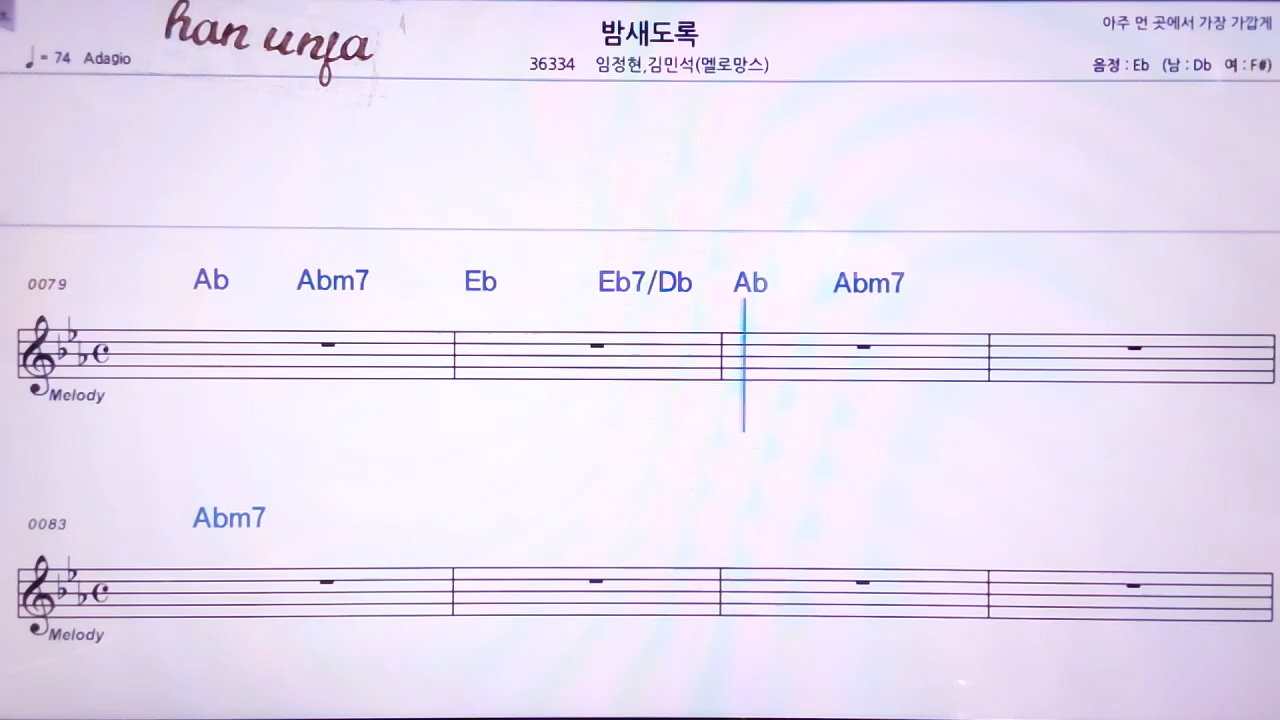 han unfa
밤새도록
아주 먼 곳에서 가장 가깝게
♩= 74 Adagio
36334 임정현,김민석(멜로망스)
음정 : Eb (남 : Db 여 : F#)
0079 Ab Abm7 Eb Eb7/Db Ab Abm7
Melody
0083 Abm7
Melody